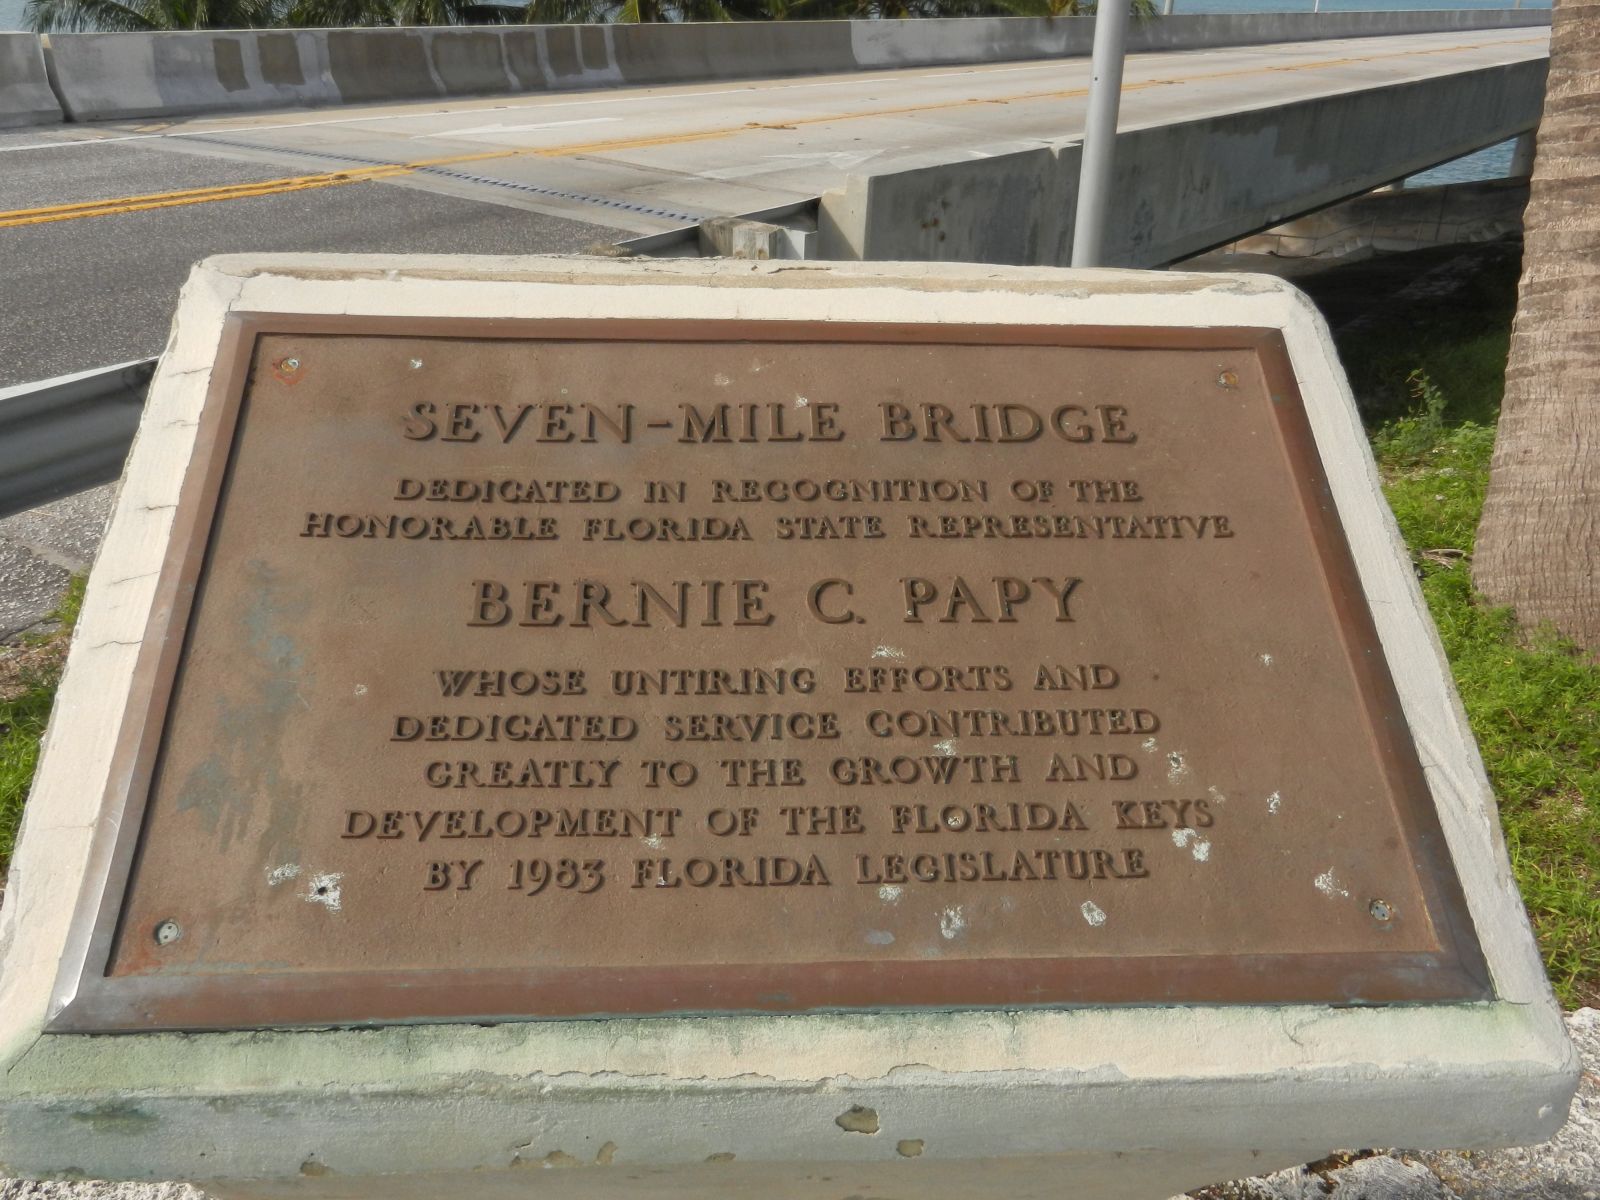 SEVEN-MILE BRIDGE
DEDICATED IN RECOGNITION OF THE
HONORABLE FLORIDA STATE REPRESENTATIVE
BERNIE C. PAPY
WHOSE UNTIRING EFFORTS AND
DEDICATED SERVICE CONTRIBUTED
GREATLY TO THE GROWTH AND
DEVELOPMENT OF THE FLORIDA KEYS
BY 1983 FLORIDA LEGISLATURE